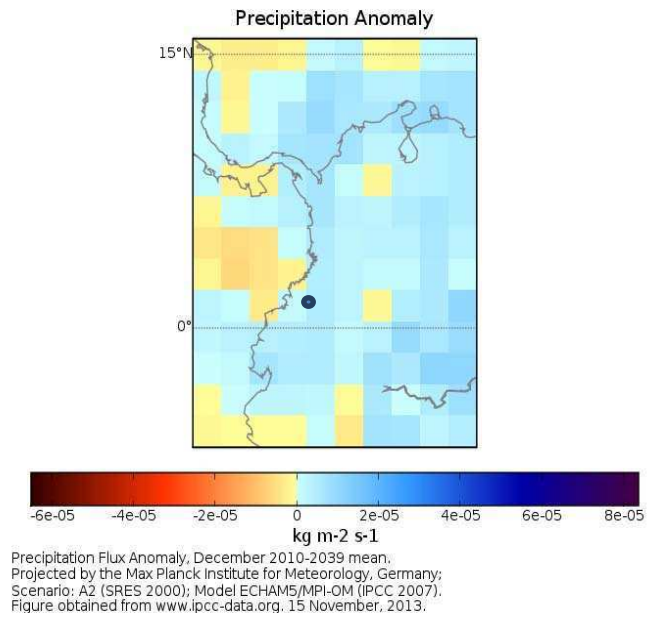 Precipitation Anomaly
15°N
0°
-6e-05 -4e-05 -2e-05 0 2e-05 4e-05 6e-05 8e-05
kg m-2 s-1
Precipitation Flux Anomaly, December 2010-2039 mean.
Projected by the Max Planck Institute for Meteorology, Germany;
Scenario: A2 (SRES 2000); Model ECHAM5/MPI-OM (IPCC 2007).
Figure obtained from www.ipcc-data.org. 15 November, 2013.